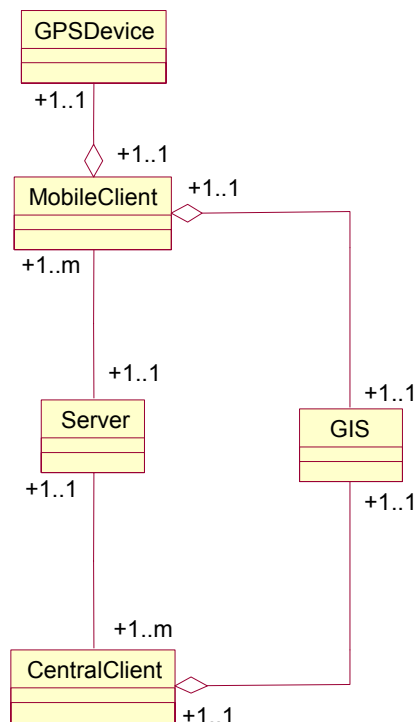 GPSDevice
+1..1
+1..1
MobileClient
+1..1
+1..m
+1..1
+1..1
Server
GIS
+1..1
+1..1
+1..m
CentralClient
+1..1